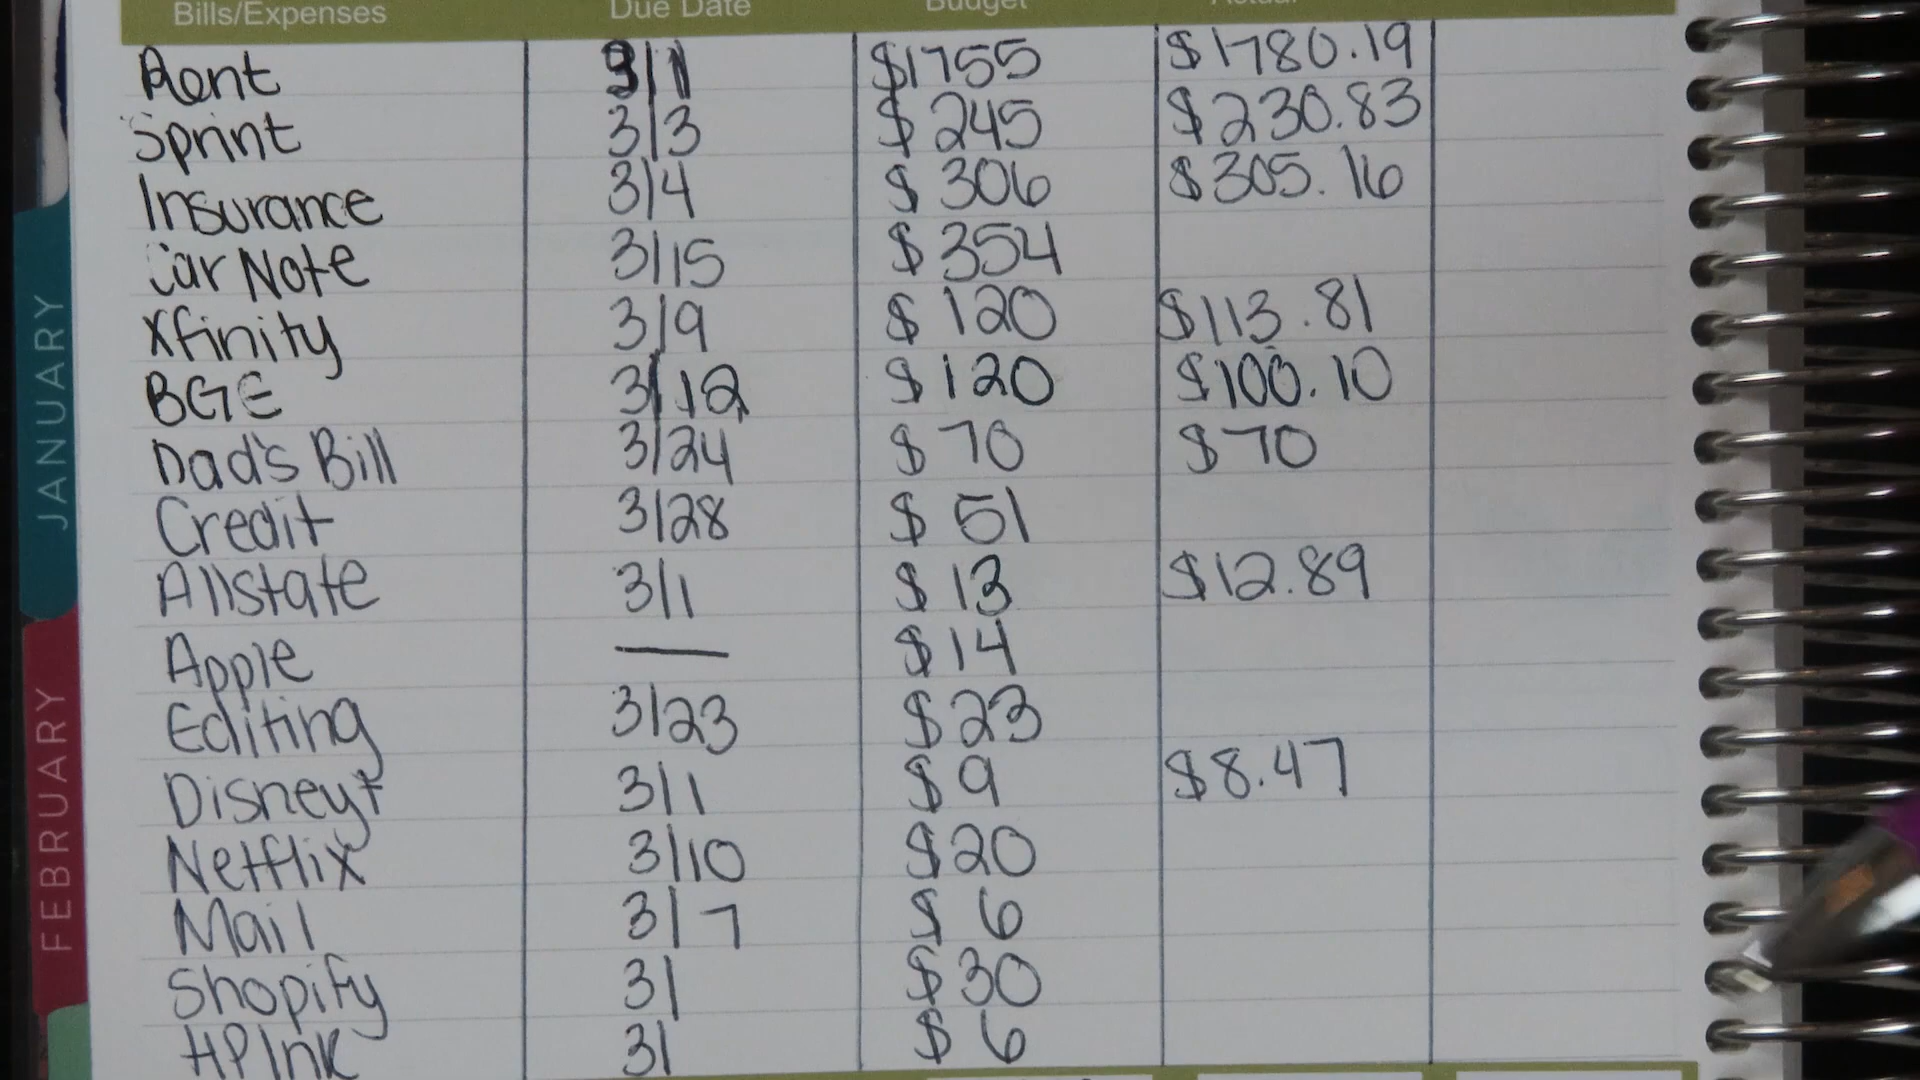 Bills/Expenses Due Date Budget Actual
Rent 3/1 $1755 $1780.19
Sprint 3/3 $245 $230.83
Insurance 3/4 $306 $305.16
Car Note 3/15 $354
Xfinity 3/9 $120 $113.81
BGE 3/12 $120 $100.10
Dad's Bill 3/24 $70 $70
Credit 3/28 $51
Allstate 3/1 $13 $12.89
Apple — $14
Editing 3/23 $23
Disney+ 3/1 $9 $8.47
Netflix 3/10 $20
Mail 3/7 $6
Shopify 3/ $30
HP Ink 3/ $6
JANUARY
FEBRUARY